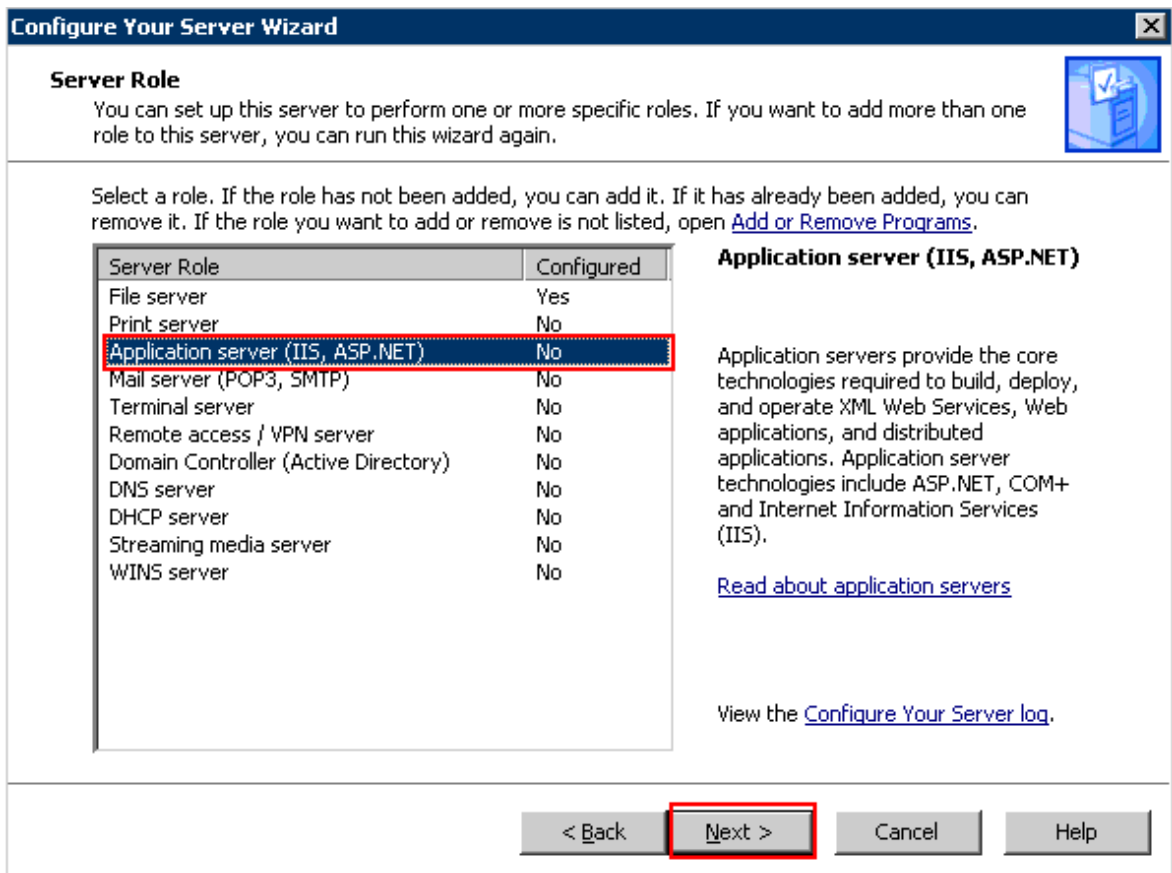 Configure Your Server Wizard
Server Role
You can set up this server to perform one or more specific roles. If you want to add more than one
role to this server, you can run this wizard again.
Select a role. If the role has not been added, you can add it. If it has already been added, you can
remove it. If the role you want to add or remove is not listed, open Add or Remove Programs.
Server Role Configured
File server Yes
Print server No
Application server (IIS, ASP.NET) No
Mail server (POP3, SMTP) No
Terminal server No
Remote access / VPN server No
Domain Controller (Active Directory) No
DNS server No
DHCP server No
Streaming media server No
WINS server No
Application server (IIS, ASP.NET)
Application servers provide the core
technologies required to build, deploy,
and operate XML Web Services, Web
applications, and distributed
applications. Application server
technologies include ASP.NET, COM+
and Internet Information Services
(IIS).
Read about application servers
View the Configure Your Server log.
< Back Next > Cancel Help